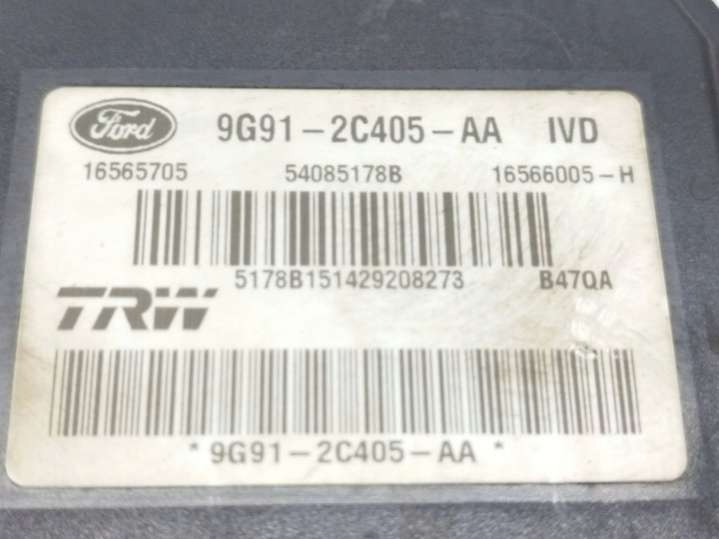 Ford 9G91-2C405-AA IVD
16565705 54085178B 16566005-H
5178B151429208273 B47QA
TRW
*9G91-2C405-AA*